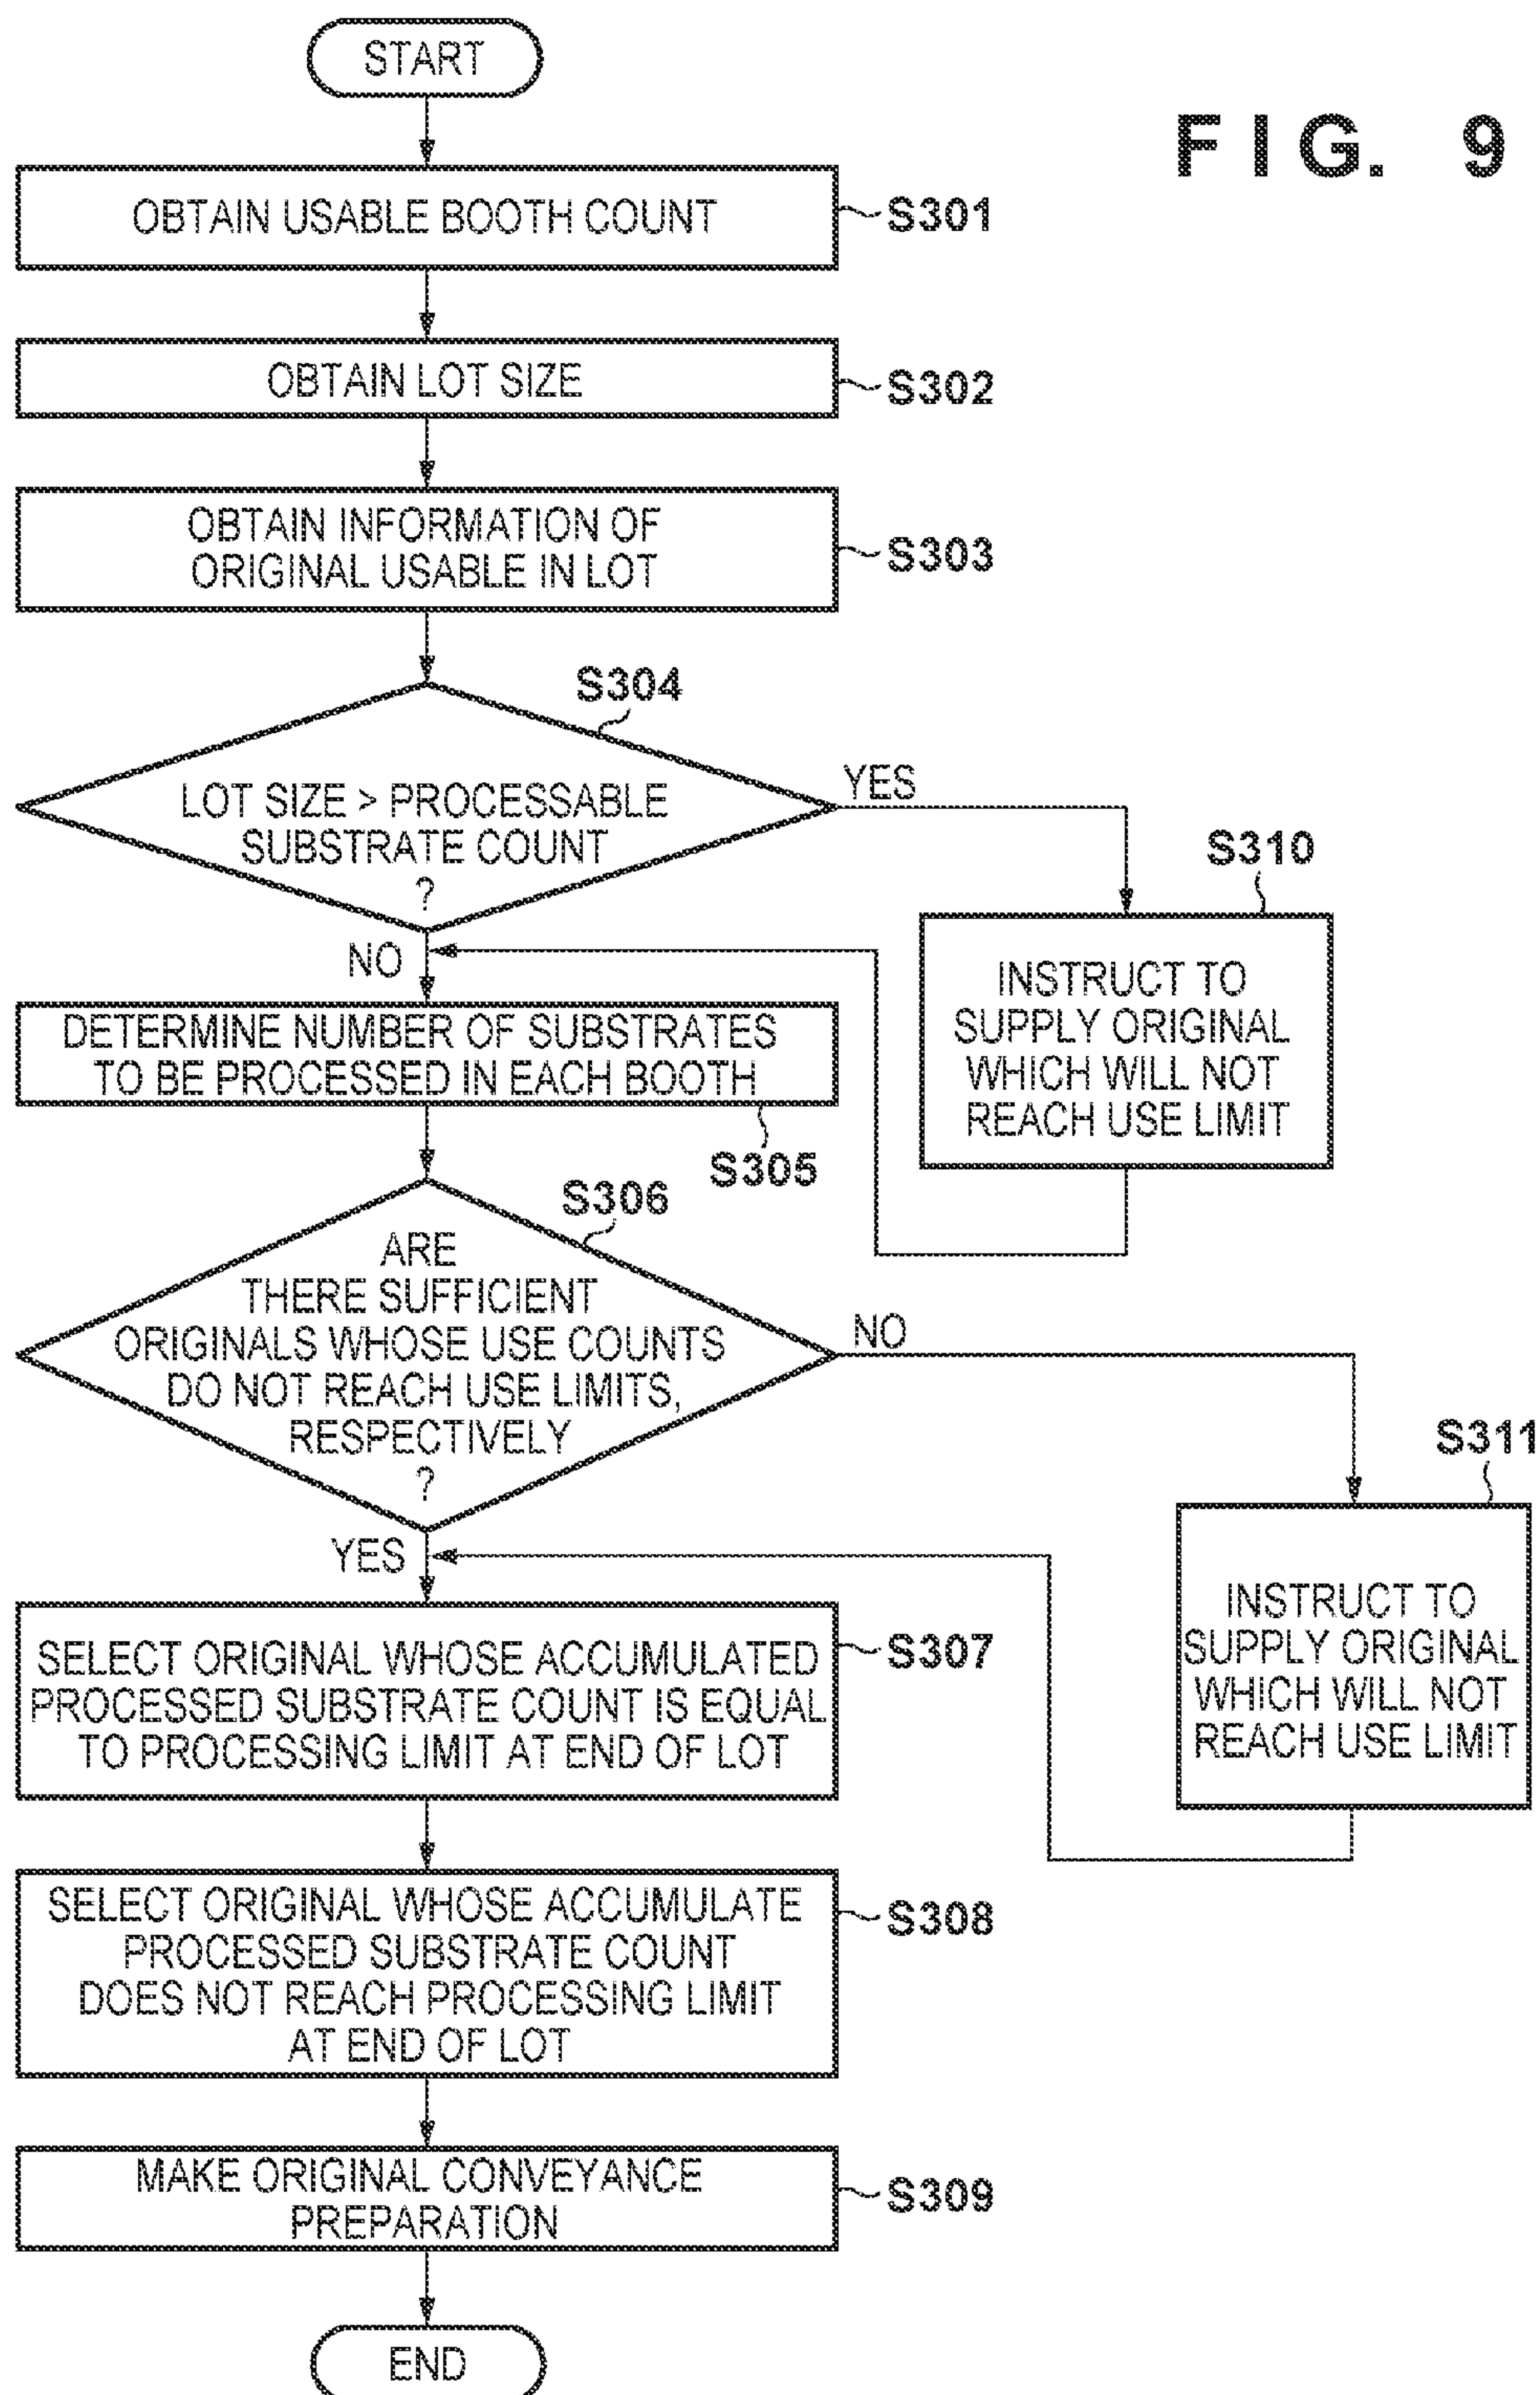 START
FIG. 9
OBTAIN USABLE BOOTH COUNT
S301
OBTAIN LOT SIZE
S302
OBTAIN INFORMATION OF
ORIGINAL USABLE IN LOT
S303
S304
LOT SIZE > PROCESSABLE
SUBSTRATE COUNT
?
YES
NO
S310
INSTRUCT TO
SUPPLY ORIGINAL
WHICH WILL NOT
REACH USE LIMIT
DETERMINE NUMBER OF SUBSTRATES
TO BE PROCESSED IN EACH BOOTH
S305
S306
ARE
THERE SUFFICIENT
ORIGINALS WHOSE USE COUNTS
DO NOT REACH USE LIMITS,
RESPECTIVELY
?
NO
YES
S311
INSTRUCT TO
SUPPLY ORIGINAL
WHICH WILL NOT
REACH USE LIMIT
SELECT ORIGINAL WHOSE ACCUMULATED
PROCESSED SUBSTRATE COUNT IS EQUAL
TO PROCESSING LIMIT AT END OF LOT
S307
SELECT ORIGINAL WHOSE ACCUMULATE
PROCESSED SUBSTRATE COUNT
DOES NOT REACH PROCESSING LIMIT
AT END OF LOT
S308
MAKE ORIGINAL CONVEYANCE
PREPARATION
S309
END